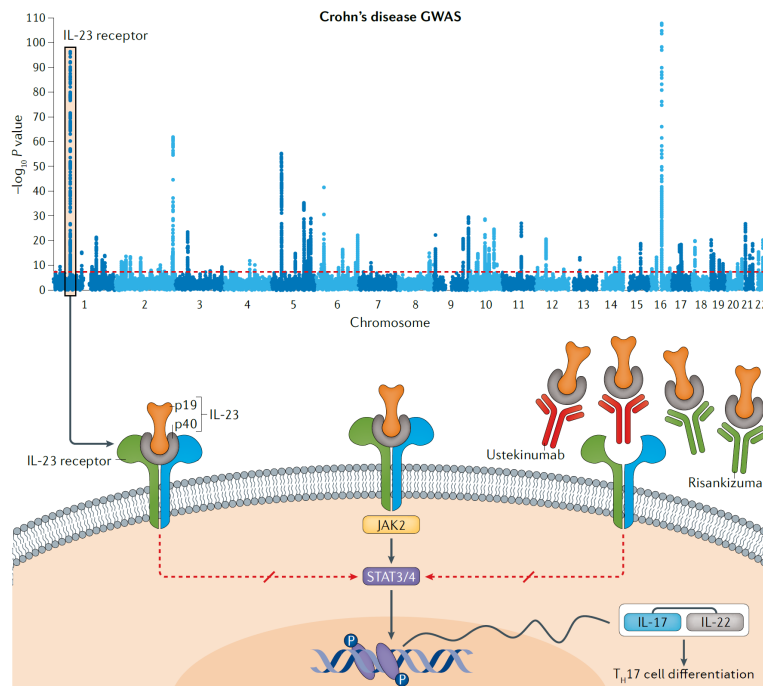 Crohn's disease GWAS
IL-23 receptor
110
100
90
80
70
60
50
40
30
20
10
0
–log10 P value
1 2 3 4 5 6 7 8 9 10 11 12 13 14 15 16 17 18 19 20 21 22
Chromosome
p19
p40
IL-23
IL-23 receptor
Ustekinumab
Risankizuma
JAK2
STAT3/4
P
P
IL-17
IL-22
TH17 cell differentiation